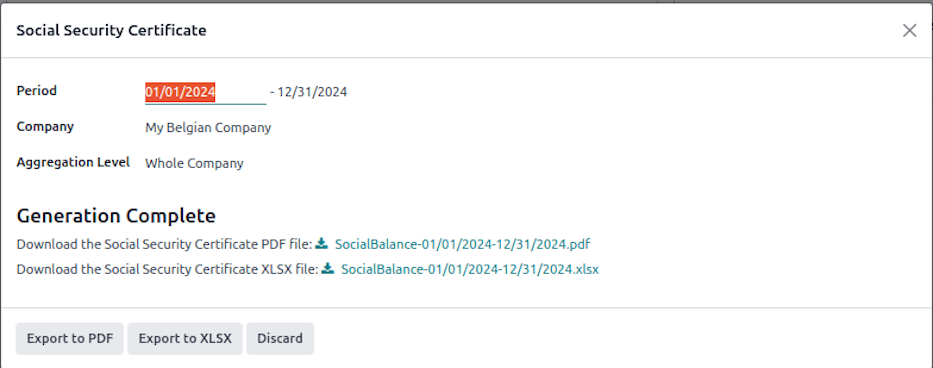 Social Security Certificate
Period 01/01/2024 - 12/31/2024
Company My Belgian Company
Aggregation Level Whole Company
Generation Complete
Download the Social Security Certificate PDF file: SocialBalance-01/01/2024-12/31/2024.pdf
Download the Social Security Certificate XLSX file: SocialBalance-01/01/2024-12/31/2024.xlsx
Export to PDF Export to XLSX Discard